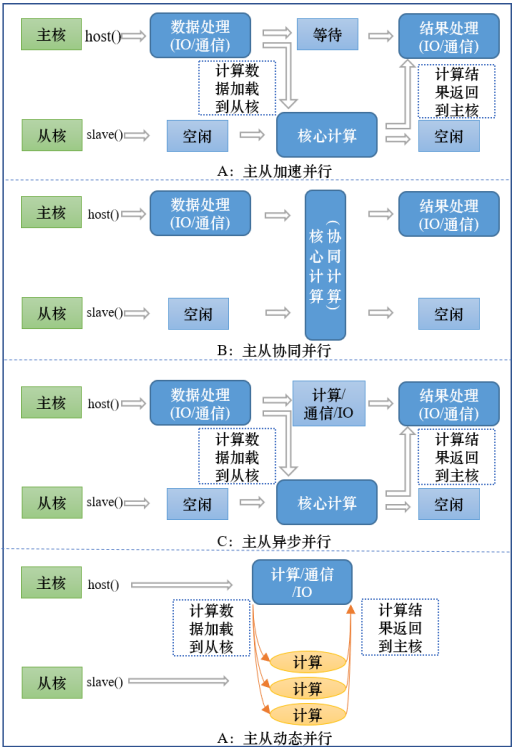 主核
host()
数据处理
(IO/通信)
等待
结果处理
(IO/通信)
计算数
据加载
到从核
计算结
果返回
到主核
从核
slave()
空闲
核心计算
空闲
A：主从加速并行
主核
host()
数据处理
(IO/通信)
核心计算
(协同计算)
结果处理
(IO/通信)
从核
slave()
空闲
空闲
B：主从协同并行
主核
host()
数据处理
(IO/通信)
计算/
通信/IO
结果处理
(IO/通信)
计算数
据加载
到从核
计算结
果返回
到主核
从核
slave()
空闲
核心计算
空闲
C：主从异步并行
主核
host()
计算/通信
/IO
计算数
据加载
到从核
计算结
果返回
到主核
计算
从核
slave()
计算
计算
A：主从动态并行